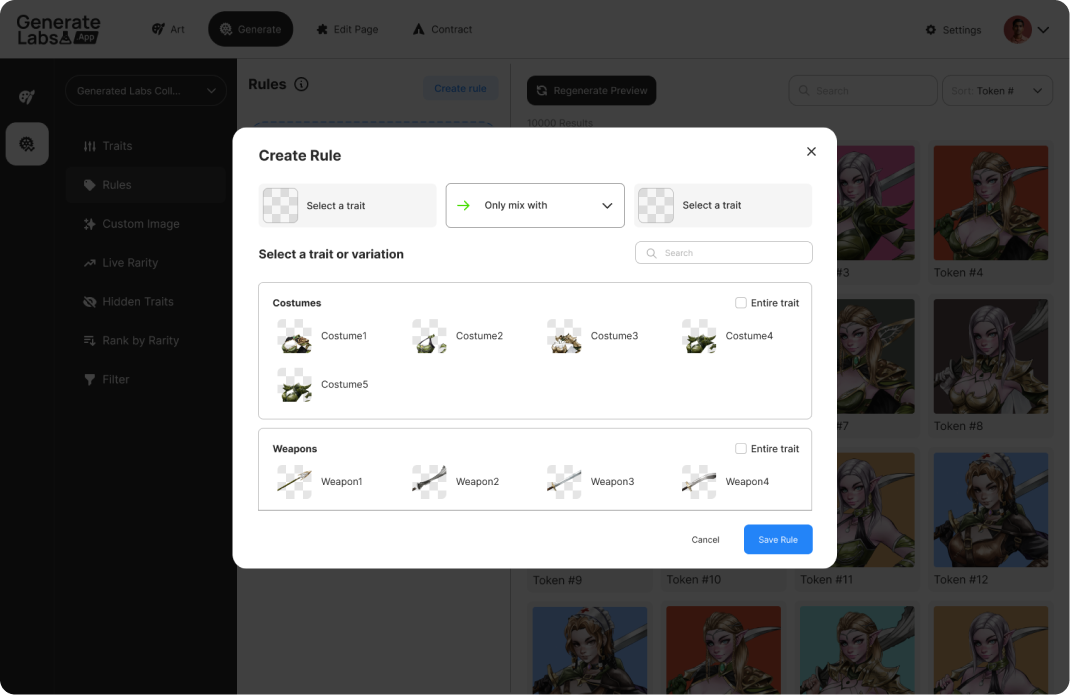 Generate
Labs App
Art
Generate
Edit Page
Contract
Settings
Generated Labs Coll...
Traits
Rules
Custom Image
Live Rarity
Hidden Traits
Rank by Rarity
Filter
Rules
Create rule
Regenerate Preview
Search
Sort: Token #
10000 Results
Create Rule
Select a trait
Only mix with
Select a trait
Select a trait or variation
Search
Costumes
Entire trait
Costume1
Costume2
Costume3
Costume4
Costume5
Weapons
Entire trait
Weapon1
Weapon2
Weapon3
Weapon4
Cancel
Save Rule
#3
Token #4
#7
Token #8
Token #9
Token #10
Token #11
Token #12